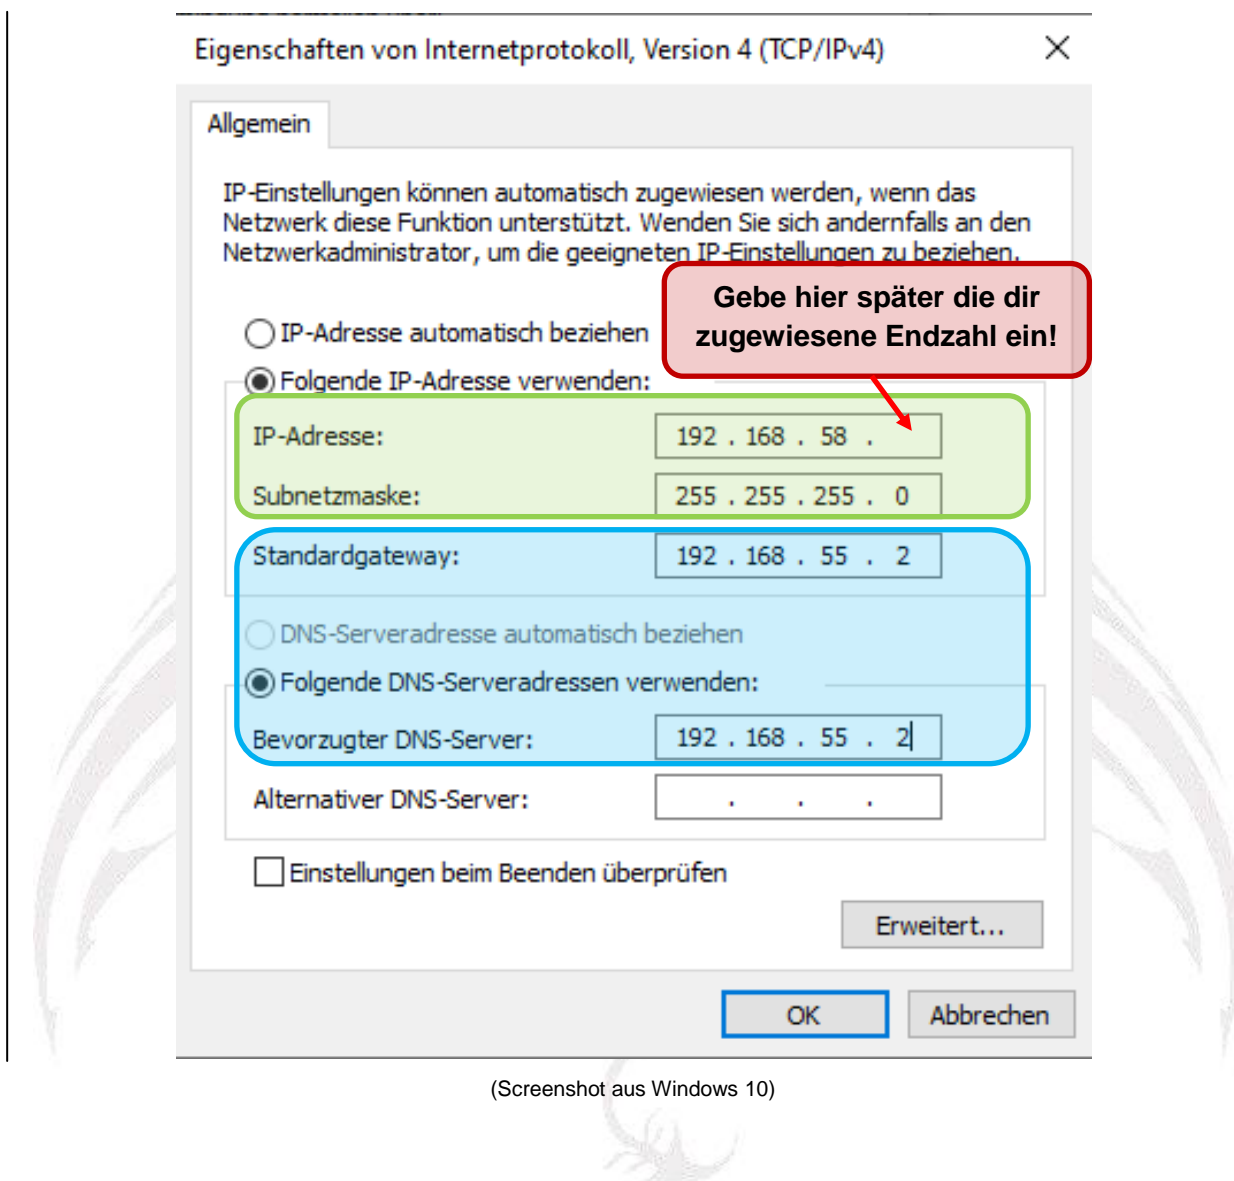 Eigenschaften von Internetprotokoll, Version 4 (TCP/IPv4)
Allgemein
IP-Einstellungen können automatisch zugewiesen werden, wenn das
Netzwerk diese Funktion unterstützt. Wenden Sie sich andernfalls an den
Netzwerkadministrator, um die geeigneten IP-Einstellungen zu beziehen.
Gebe hier später die dir
zugewiesene Endzahl ein!
IP-Adresse automatisch beziehen
Folgende IP-Adresse verwenden:
IP-Adresse: 192 . 168 . 58 .
Subnetzmaske: 255 . 255 . 255 . 0
Standardgateway: 192 . 168 . 55 . 2
DNS-Serveradresse automatisch beziehen
Folgende DNS-Serveradressen verwenden:
Bevorzugter DNS-Server: 192 . 168 . 55 . 2
Alternativer DNS-Server: . . .
Einstellungen beim Beenden überprüfen
Erweitert...
OK Abbrechen
(Screenshot aus Windows 10)